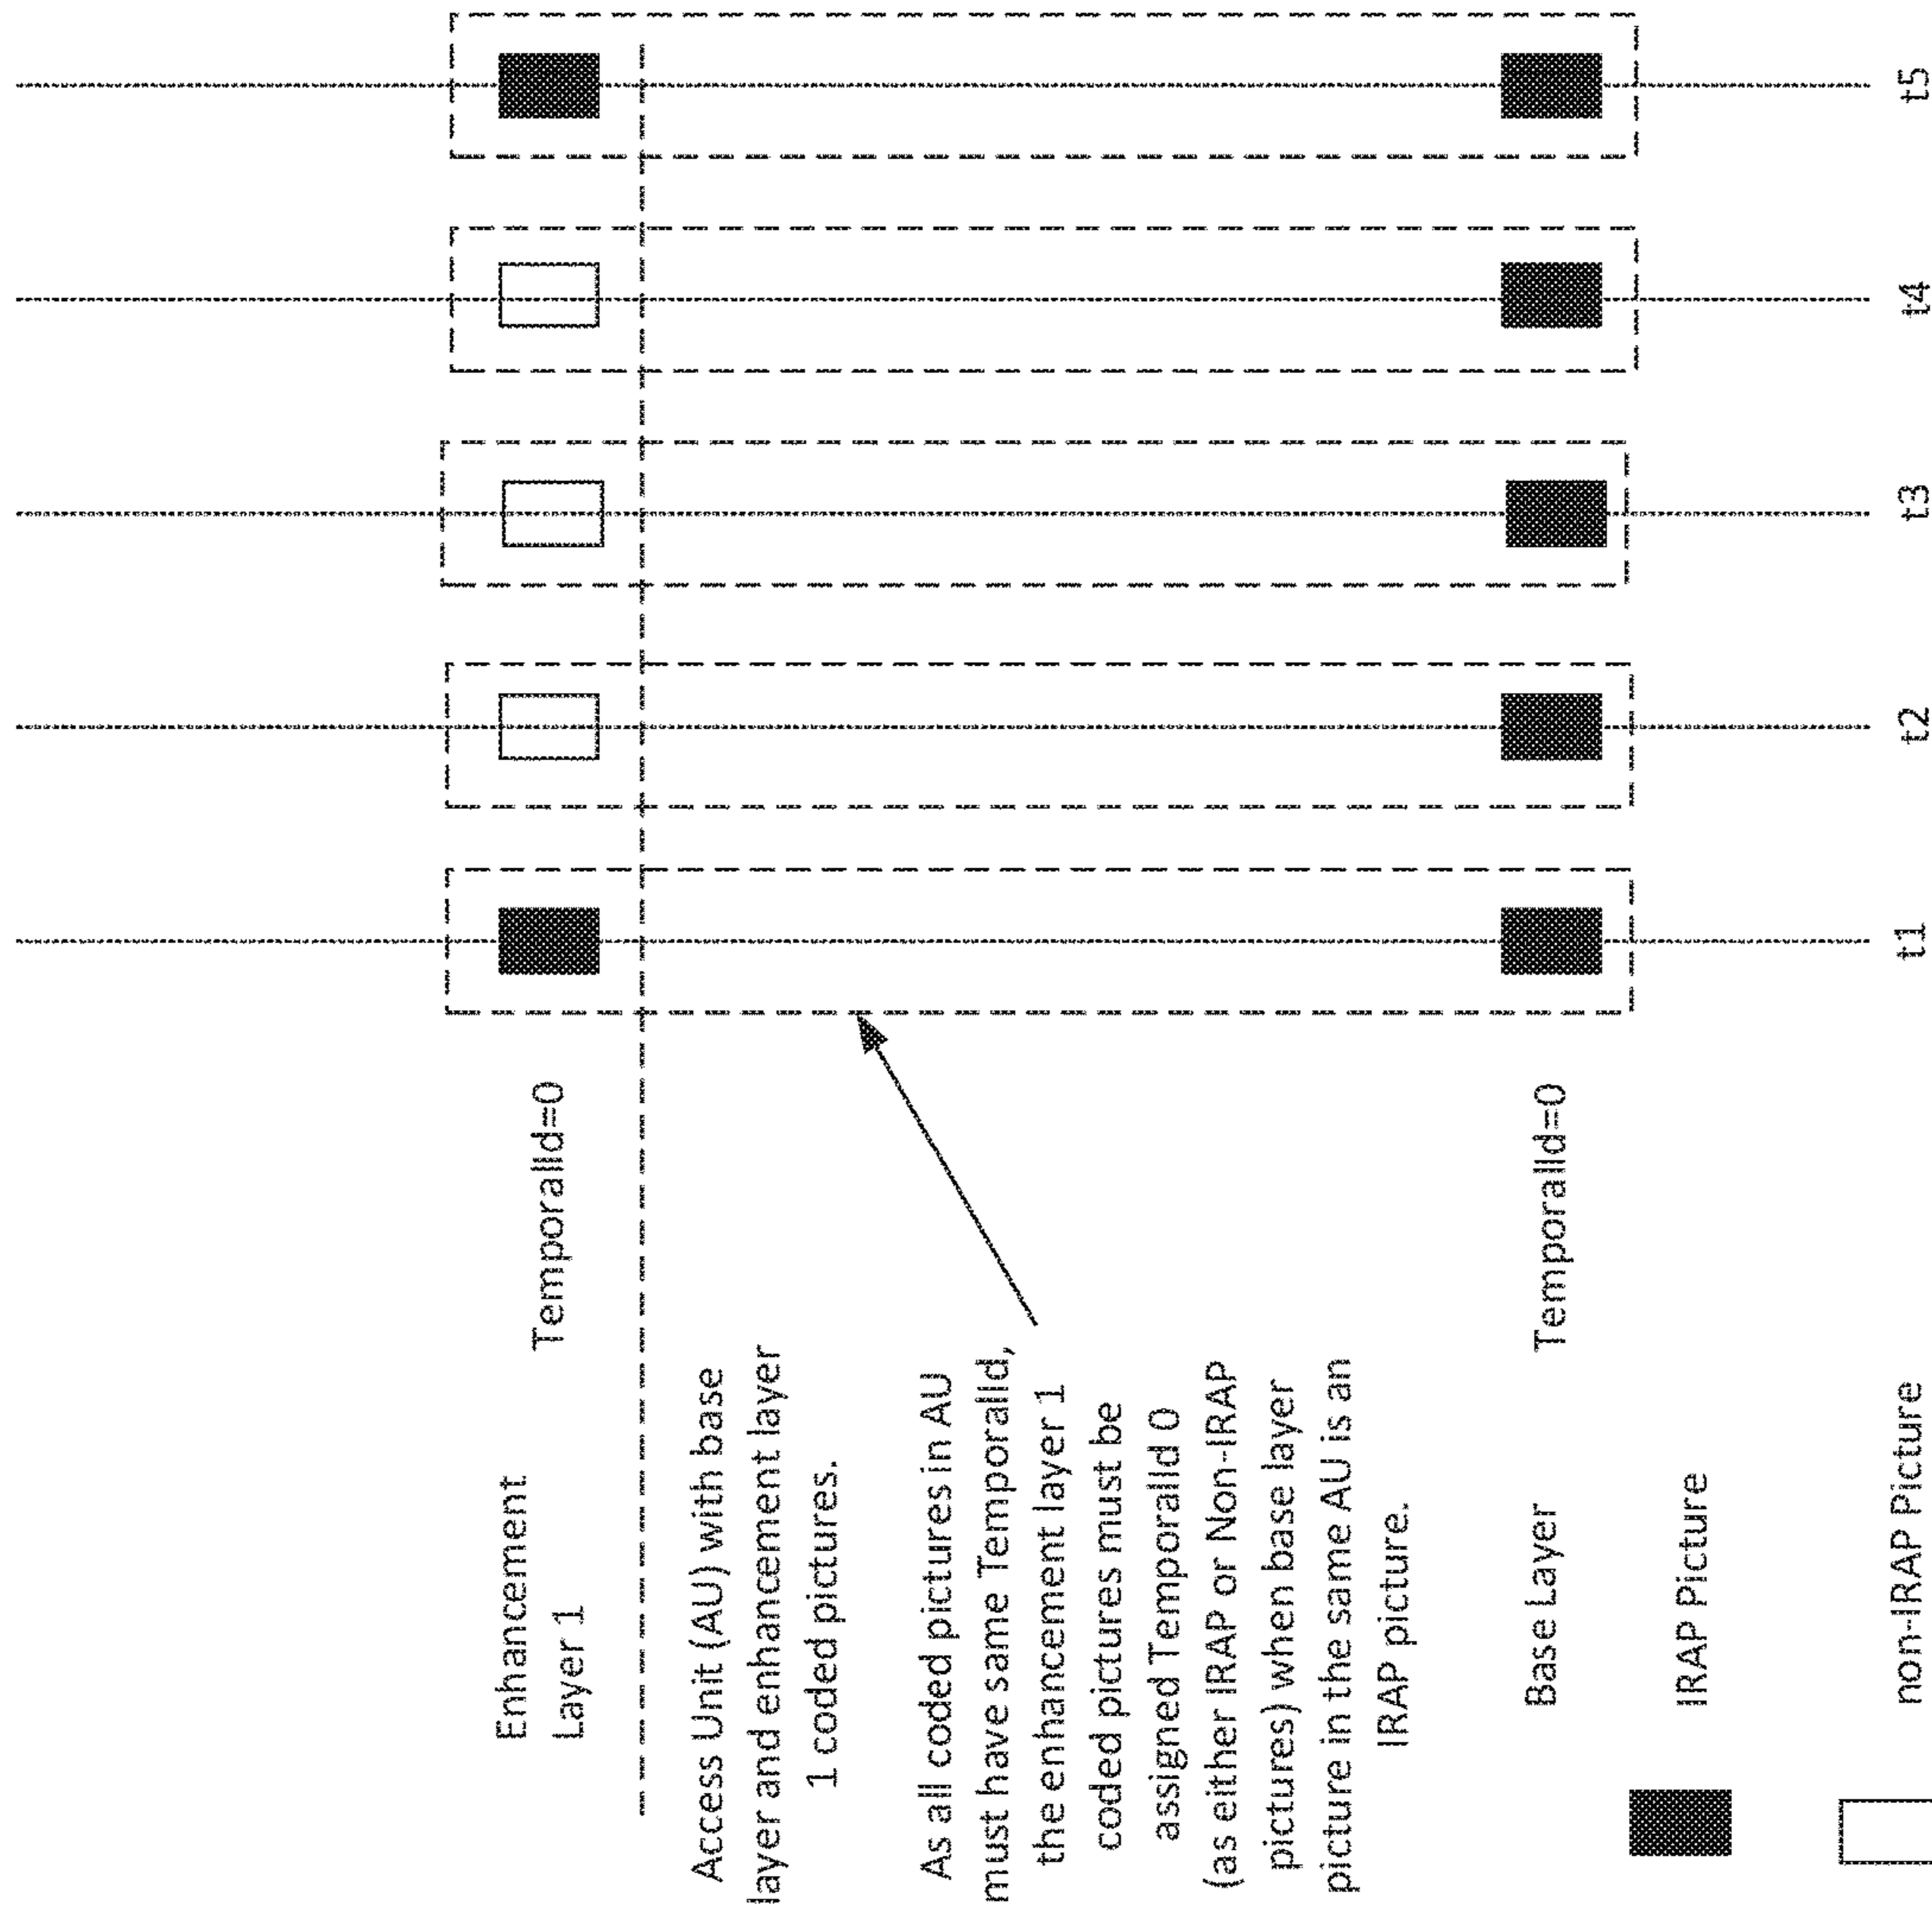 Enhancement
Layer 1
TemporalId=0
Access Unit (AU) with base
layer and enhancement layer
1 coded pictures.
As all coded pictures in AU
must have same TemporalId,
the enhancement layer 1
coded pictures must be
assigned TemporalId 0
(as either IRAP or Non-IRAP
pictures) when base layer
picture in the same AU is an
IRAP picture.
Base Layer
TemporalId=0
IRAP Picture
non-IRAP Picture
t1
t2
t3
t4
t5